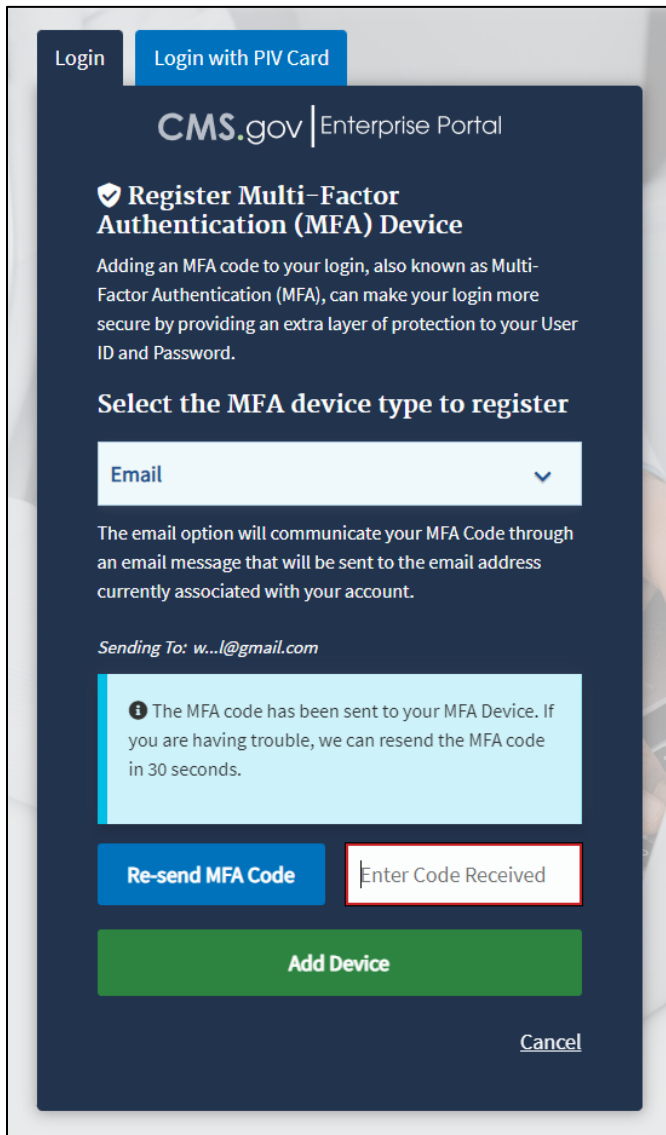 Login
Login with PIV Card
CMS.gov Enterprise Portal
Register Multi-Factor
Authentication (MFA) Device
Adding an MFA code to your login, also known as Multi-
Factor Authentication (MFA), can make your login more
secure by providing an extra layer of protection to your User
ID and Password.
Select the MFA device type to register
Email
The email option will communicate your MFA Code through
an email message that will be sent to the email address
currently associated with your account.
Sending To: w...l@gmail.com
The MFA code has been sent to your MFA Device. If
you are having trouble, we can resend the MFA code
in 30 seconds.
Re-send MFA Code
Enter Code Received
Add Device
Cancel